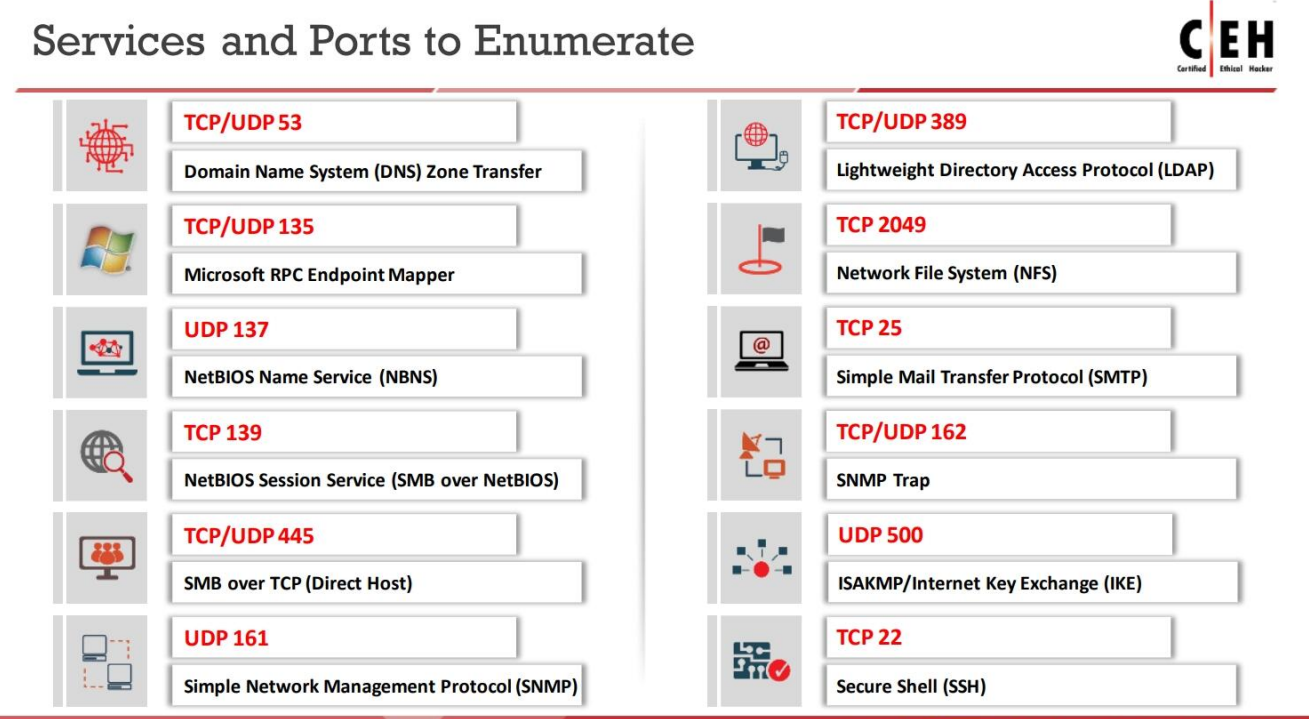 Services and Ports to Enumerate
C EH
Certified Ethical Hacker
TCP/UDP 53
Domain Name System (DNS) Zone Transfer
TCP/UDP 135
Microsoft RPC Endpoint Mapper
UDP 137
NetBIOS Name Service (NBNS)
TCP 139
NetBIOS Session Service (SMB over NetBIOS)
TCP/UDP 445
SMB over TCP (Direct Host)
UDP 161
Simple Network Management Protocol (SNMP)
TCP/UDP 389
Lightweight Directory Access Protocol (LDAP)
TCP 2049
Network File System (NFS)
@
TCP 25
Simple Mail Transfer Protocol (SMTP)
TCP/UDP 162
SNMP Trap
UDP 500
ISAKMP/Internet Key Exchange (IKE)
TCP 22
Secure Shell (SSH)